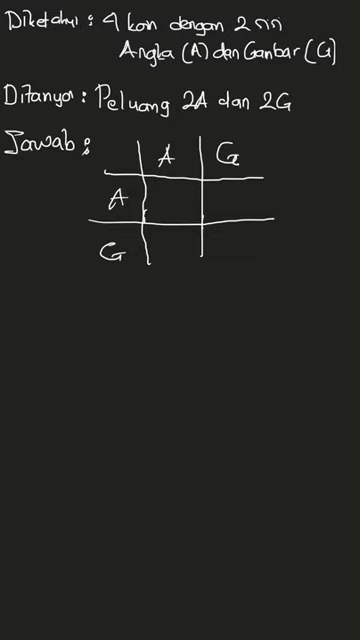 Diketahui : 4 koin dengan 2 sisi
Angka (A) dan Gambar (G)
Ditanya : Peluang 2A dan 2G
Jawab :
A G
A
G